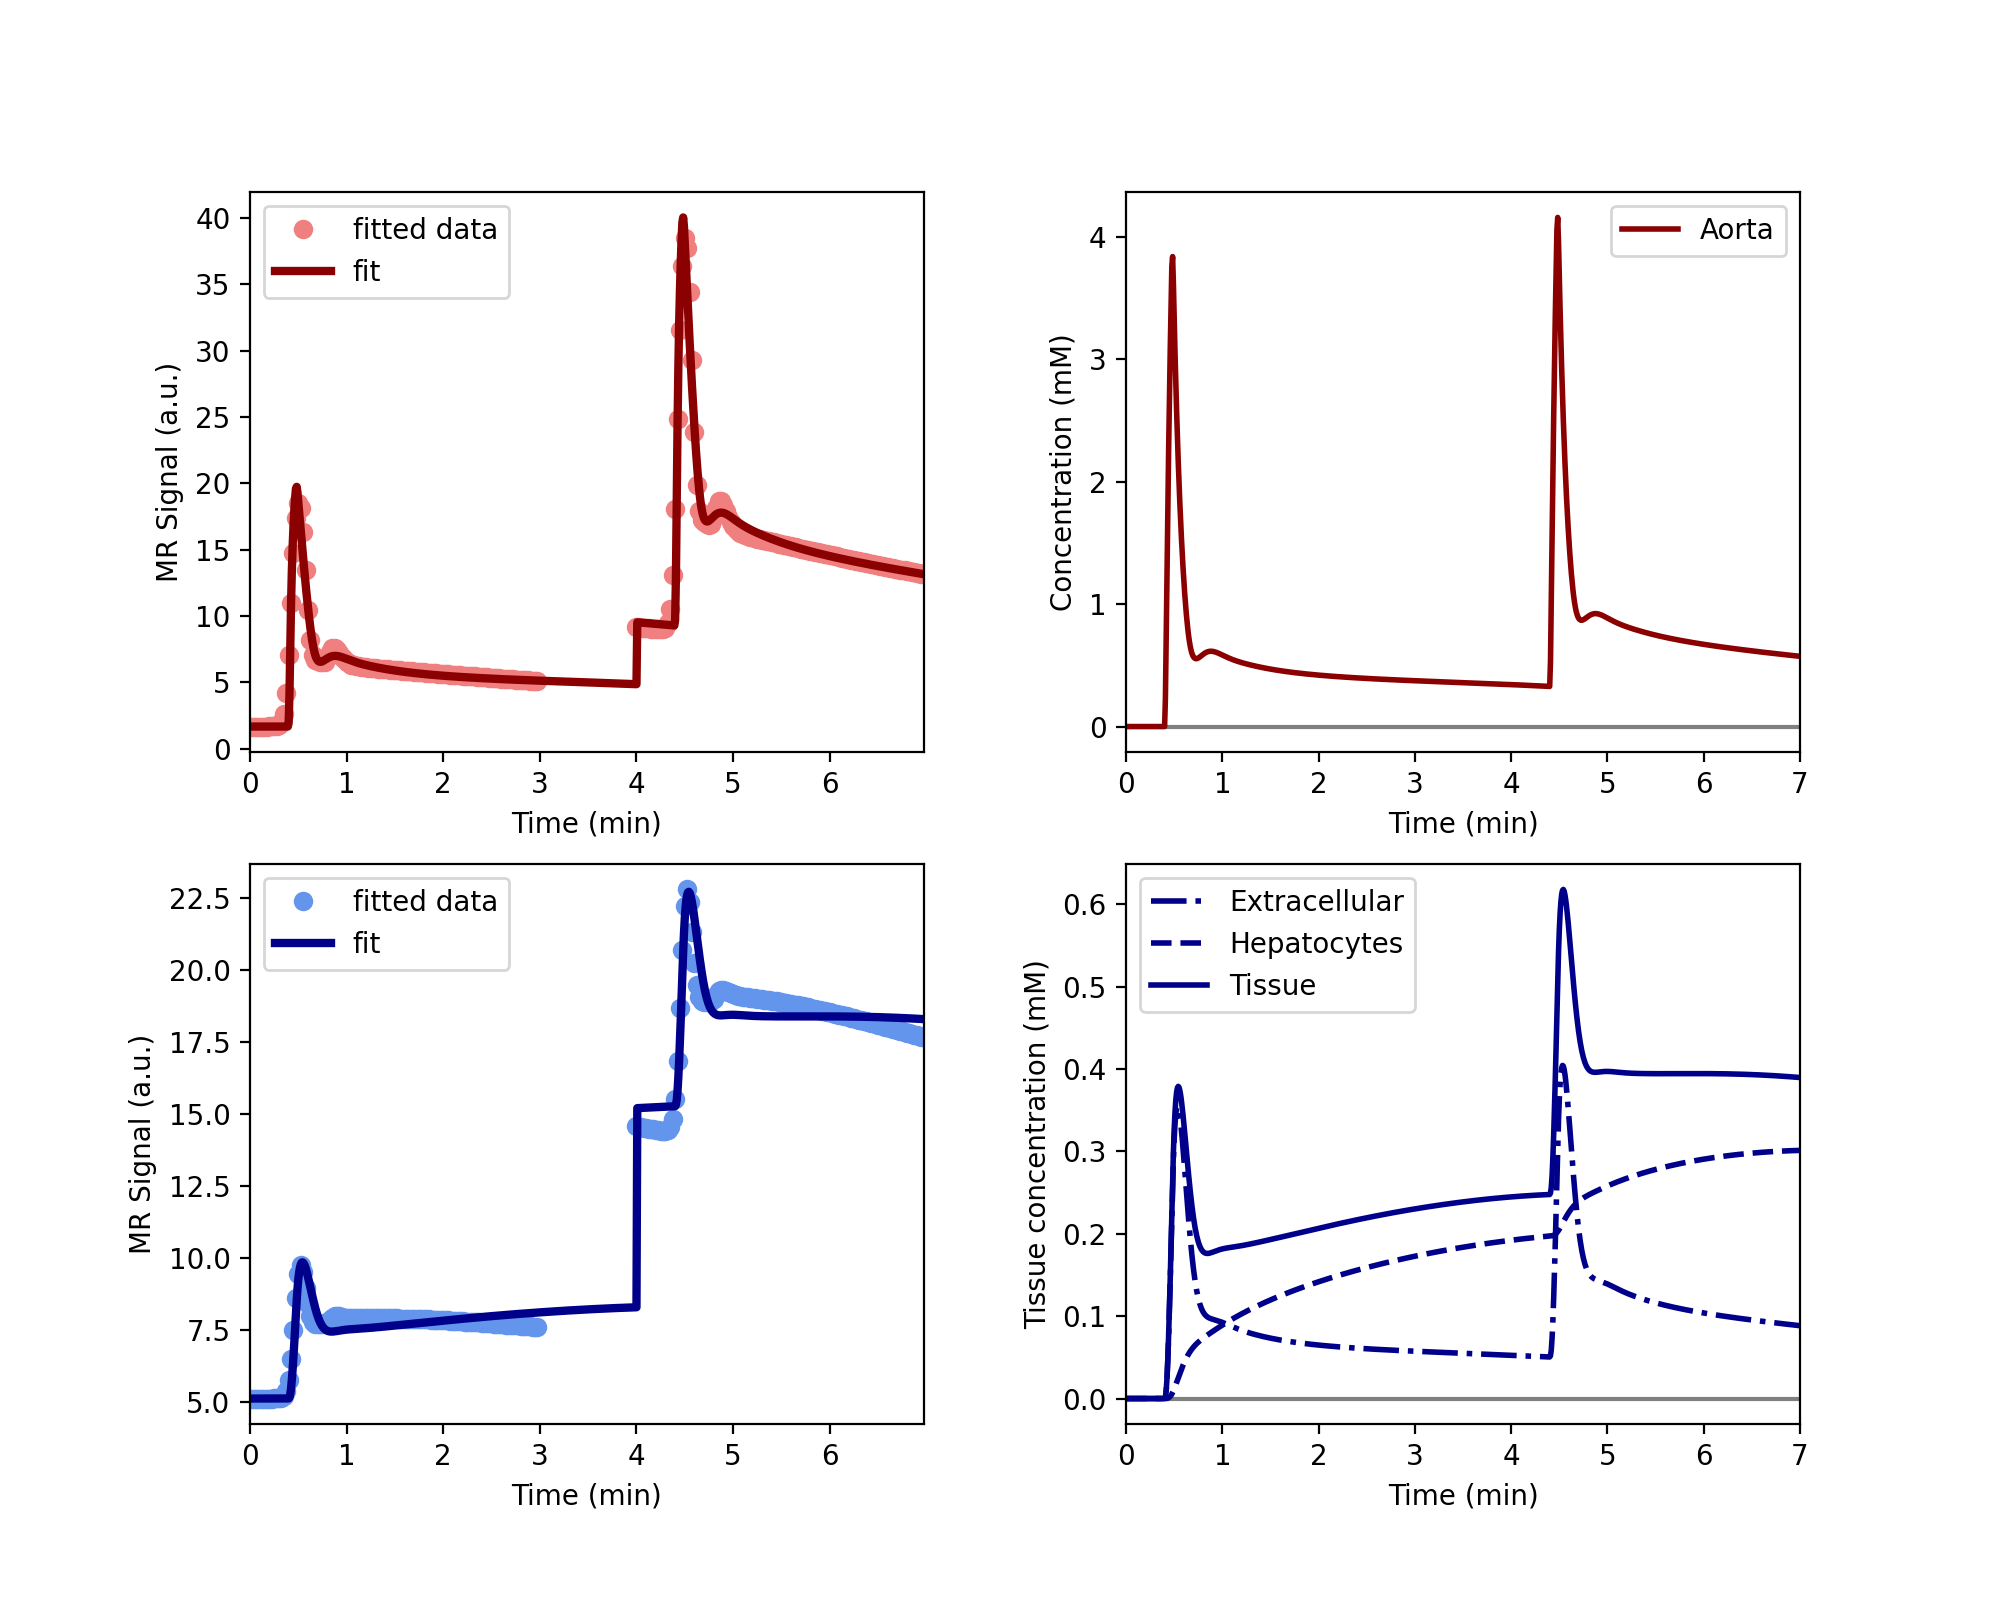 40
35
30
25
20
15
10
5
0
MR Signal (a.u.)
fitted data
fit
0 1 2 3 4 5 6
Time (min)
4
3
2
1
0
Concentration (mM)
Aorta
0 1 2 3 4 5 6 7
Time (min)
22.5
20.0
17.5
15.0
12.5
10.0
7.5
5.0
MR Signal (a.u.)
fitted data
fit
0 1 2 3 4 5 6
Time (min)
0.6
0.5
0.4
0.3
0.2
0.1
0.0
Tissue concentration (mM)
Extracellular
Hepatocytes
Tissue
0 1 2 3 4 5 6 7
Time (min)